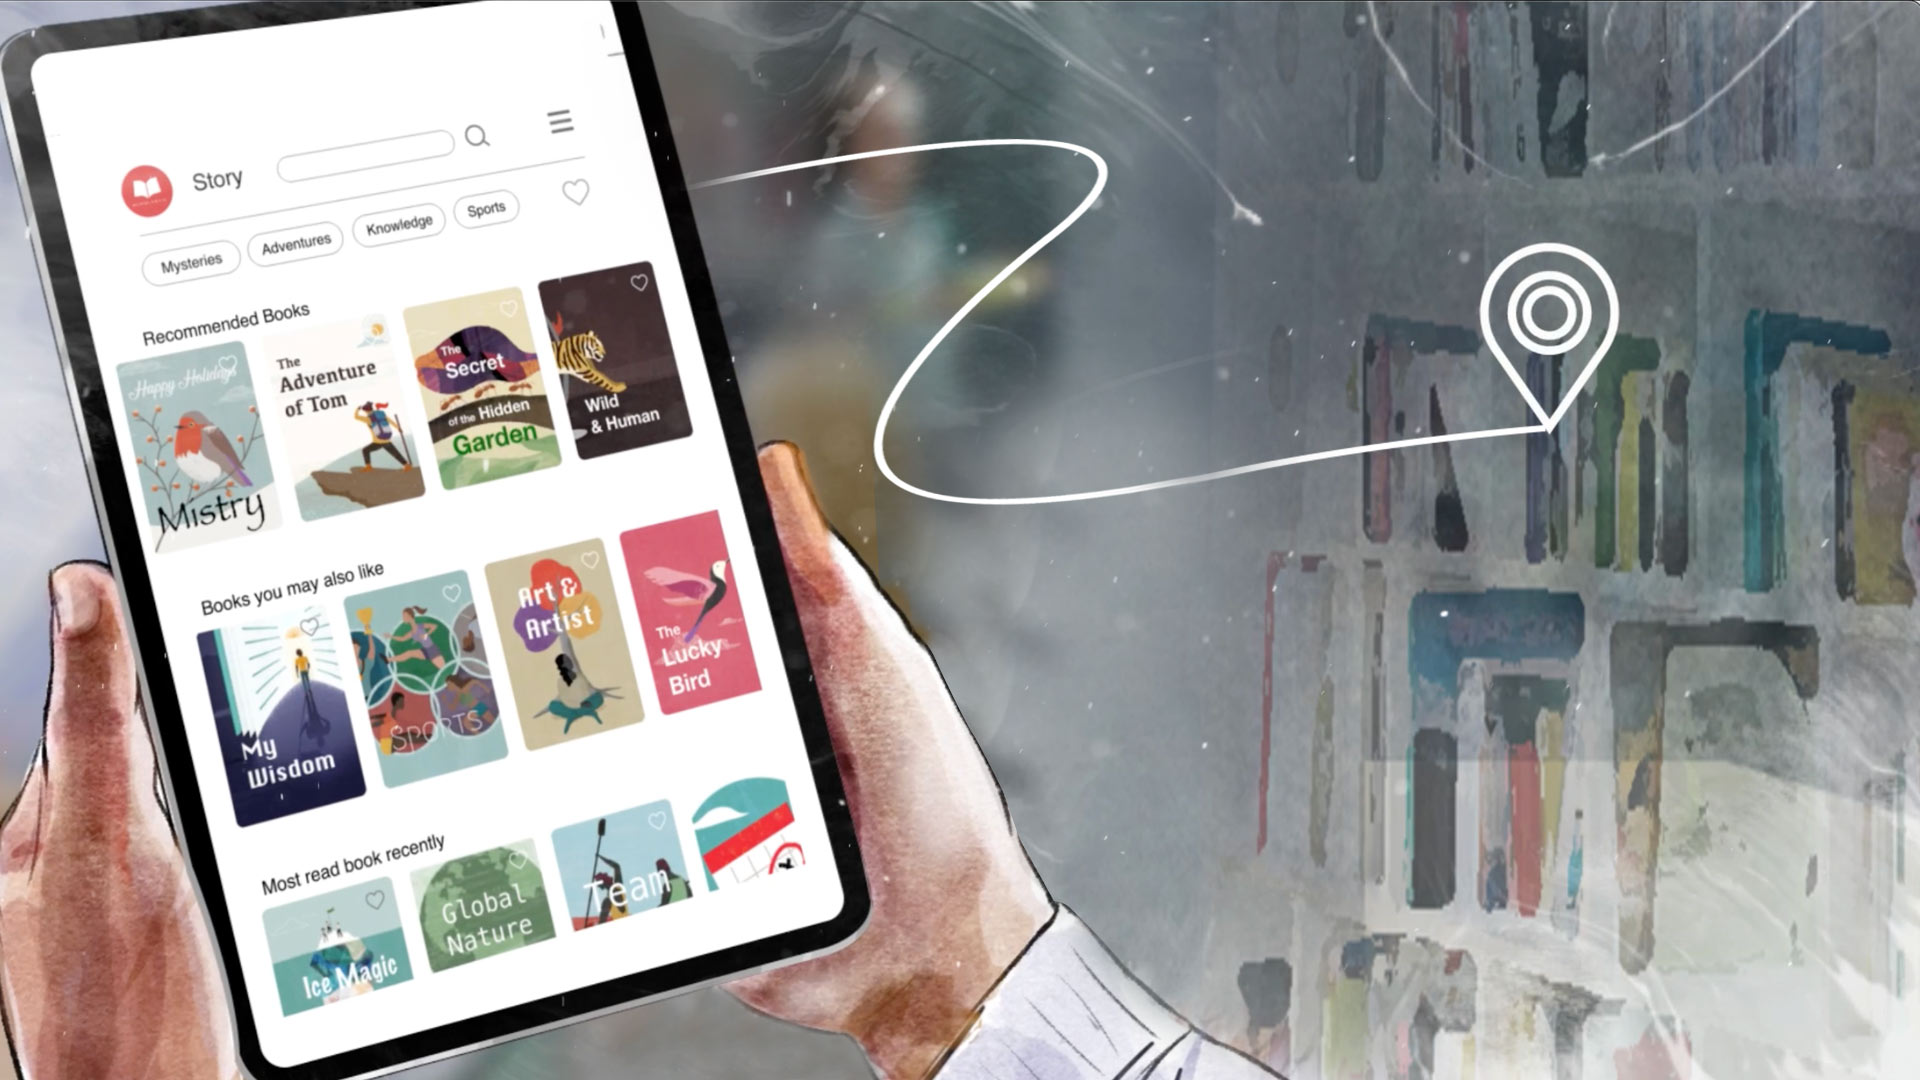 Story
Mysteries
Adventures
Knowledge
Sports
Recommended Books
Happy Holidays
Mistry
The
Adventure
of Tom
The
Secret
of the Hidden
Garden
Wild
& Human
Books you may also like
My
Wisdom
SPORTS
Art &
Artist
The
Lucky
Bird
Most read book recently
Ice Magic
Global
Nature
Team